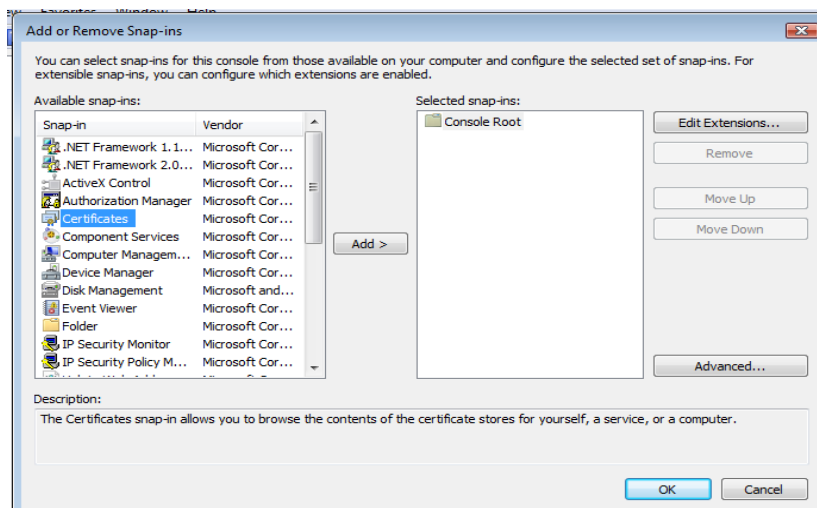 Favorites Window Help
Add or Remove Snap-ins
You can select snap-ins for this console from those available on your computer and configure the selected set of snap-ins. For
extensible snap-ins, you can configure which extensions are enabled.
Available snap-ins:
Selected snap-ins:
Snap-in Vendor
.NET Framework 1.1... Microsoft Cor...
.NET Framework 2.0... Microsoft Cor...
ActiveX Control Microsoft Cor...
Authorization Manager Microsoft Cor...
Certificates Microsoft Cor...
Component Services Microsoft Cor...
Computer Managem... Microsoft Cor...
Device Manager Microsoft Cor...
Disk Management Microsoft and...
Event Viewer Microsoft Cor...
Folder Microsoft Cor...
IP Security Monitor Microsoft Cor...
IP Security Policy M... Microsoft Cor...
Add >
Console Root
Edit Extensions...
Remove
Move Up
Move Down
Advanced...
Description:
The Certificates snap-in allows you to browse the contents of the certificate stores for yourself, a service, or a computer.
OK Cancel